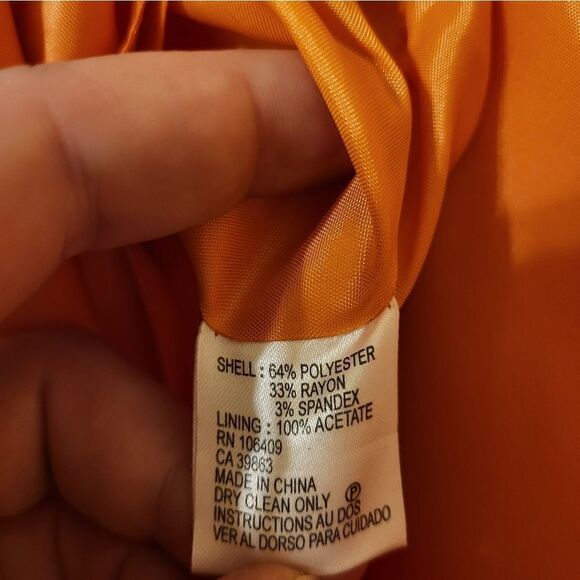 SHELL : 64% POLYESTER
33% RAYON
3% SPANDEX
LINING : 100% ACETATE
RN 106409
CA 39863
MADE IN CHINA
DRY CLEAN ONLY Ⓟ
INSTRUCTIONS AU DOS
VER AL DORSO PARA CUIDADO